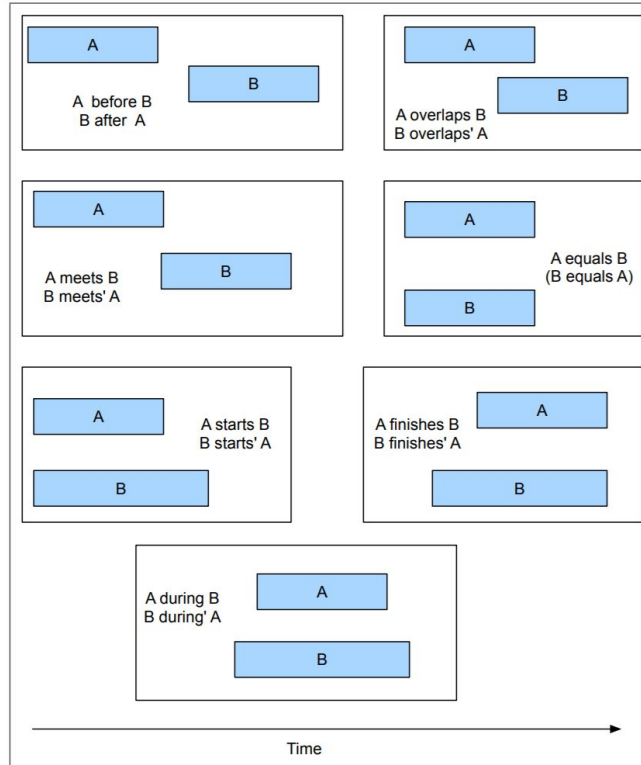 A
B
A before B
B after A
A
B
A overlaps B
B overlaps' A
A
B
A meets B
B meets' A
A
A equals B
(B equals A)
B
A
A starts B
B starts' A
B
A
A finishes B
B finishes' A
B
A during B
B during' A
A
B
Time